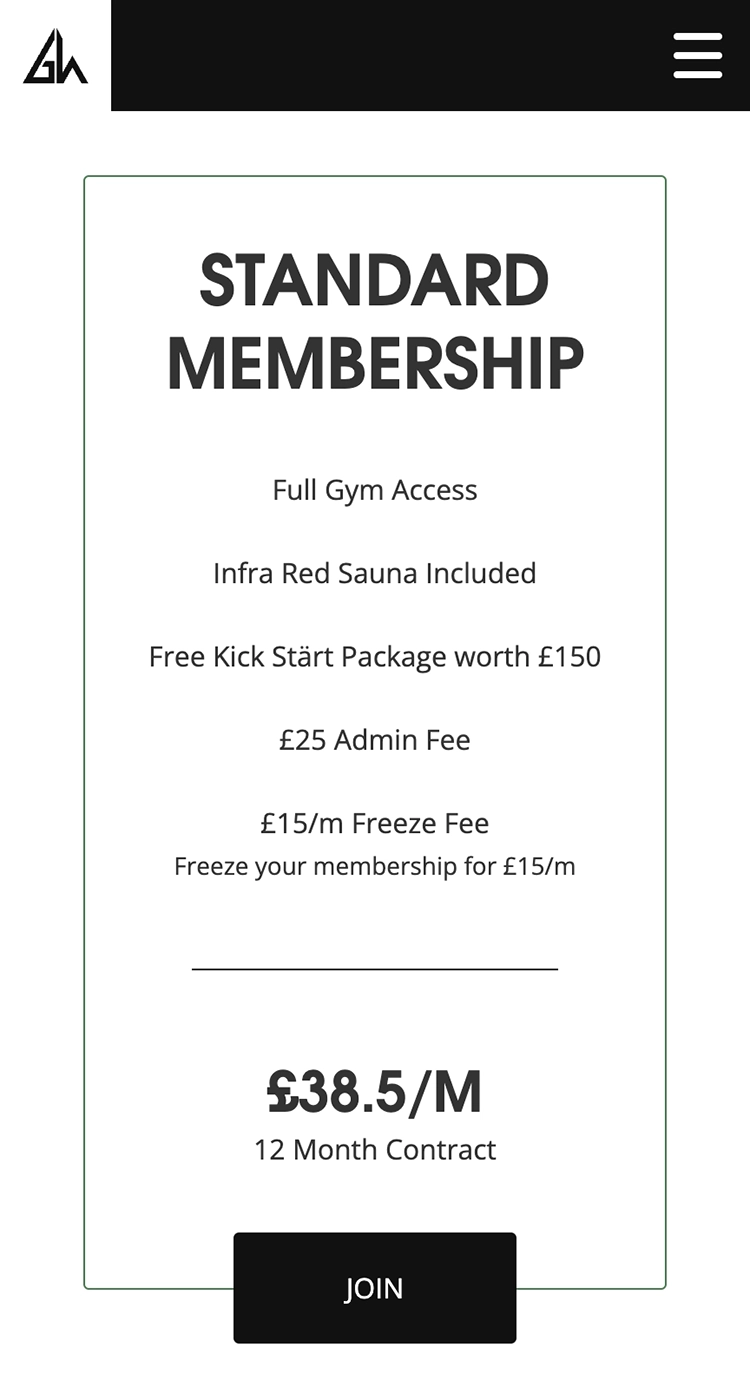 STANDARD
MEMBERSHIP
Full Gym Access
Infra Red Sauna Included
Free Kick Stärt Package worth £150
£25 Admin Fee
£15/m Freeze Fee
Freeze your membership for £15/m
£38.5/M
12 Month Contract
JOIN